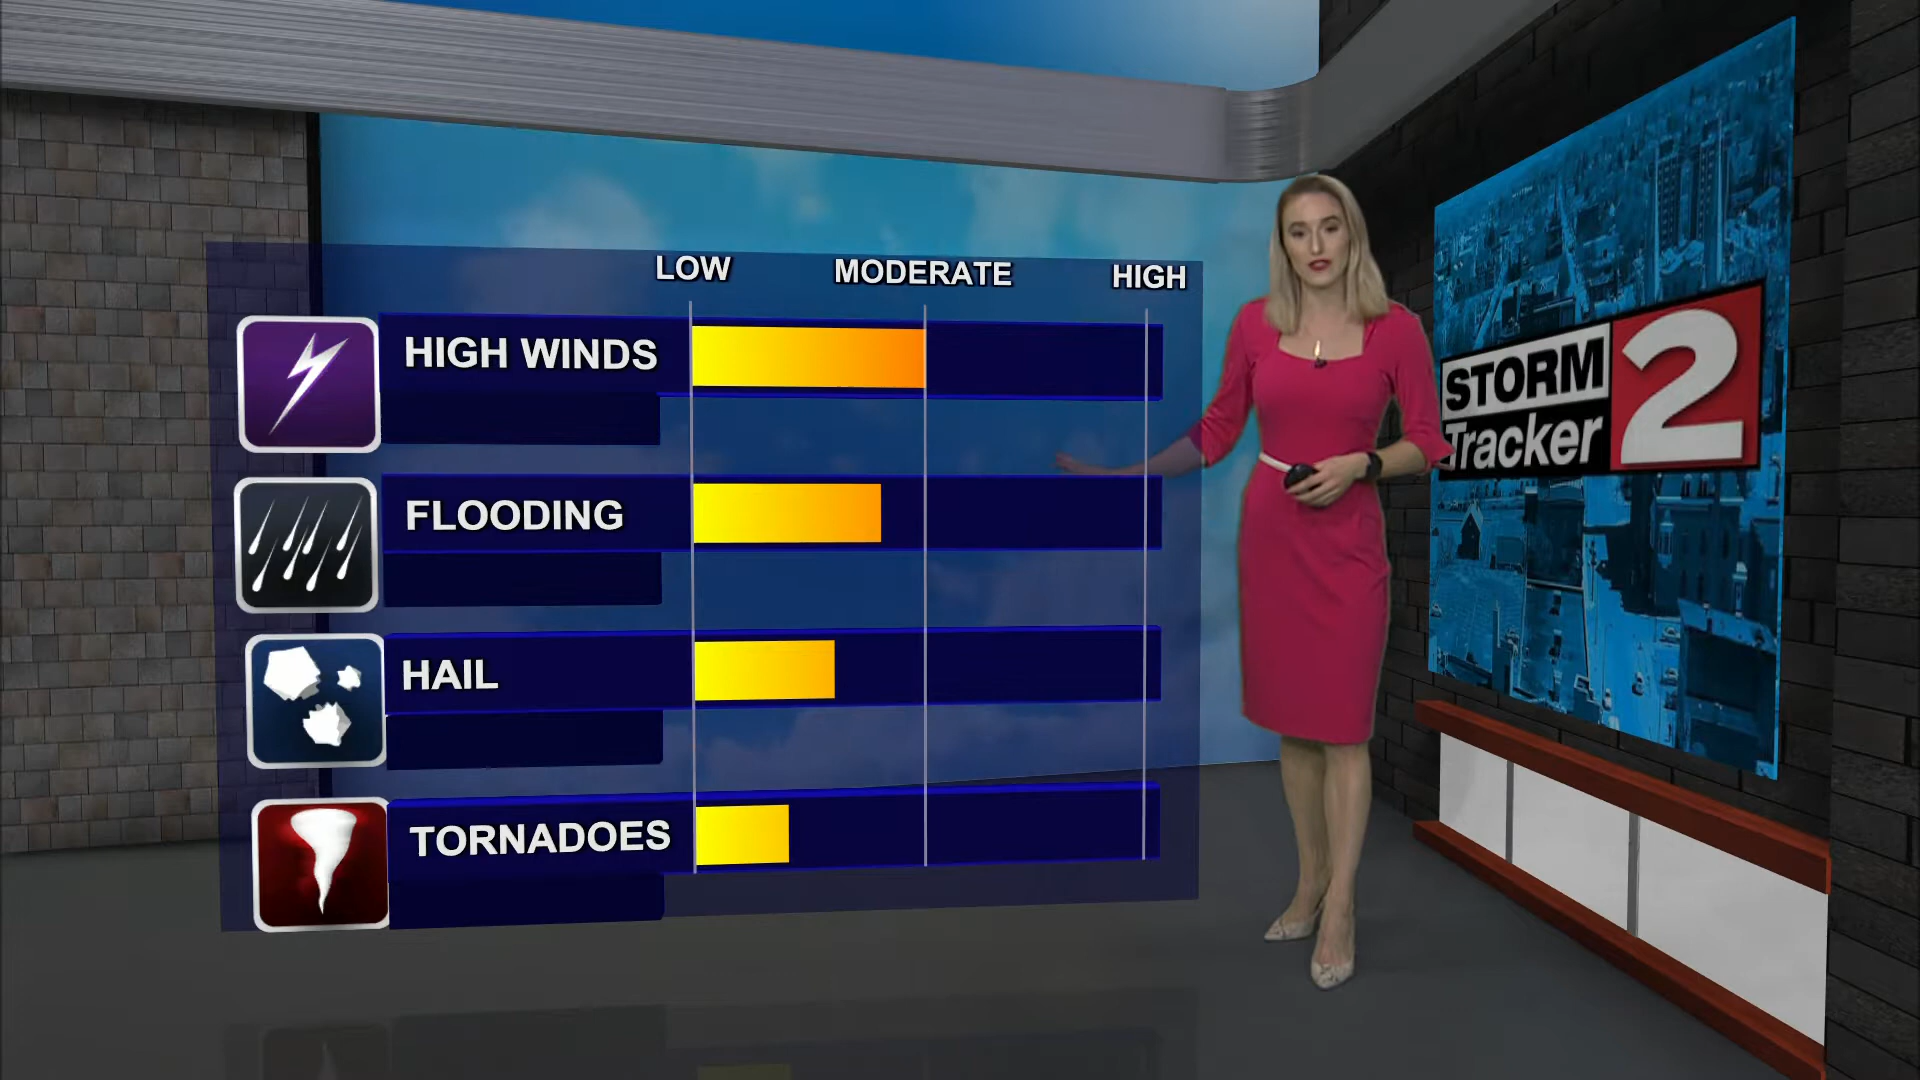 LOW MODERATE HIGH
HIGH WINDS
FLOODING
HAIL
TORNADOES
STORM
Tracker 2